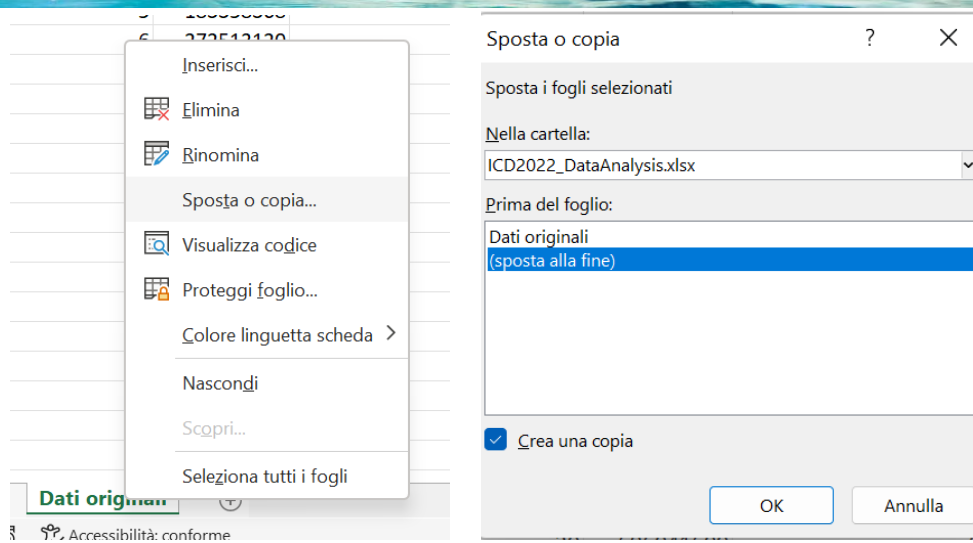 Inserisci...
Elimina
Rinomina
Sposta o copia...
Visualizza codice
Proteggi foglio...
Colore linguetta scheda
Nascondi
Scopri...
Seleziona tutti i fogli
Dati originali
Accessibilità: conforme
Sposta o copia
?
Sposta i fogli selezionati
Nella cartella:
ICD2022_DataAnalysis.xlsx
Prima del foglio:
Dati originali
(sposta alla fine)
Crea una copia
OK
Annulla